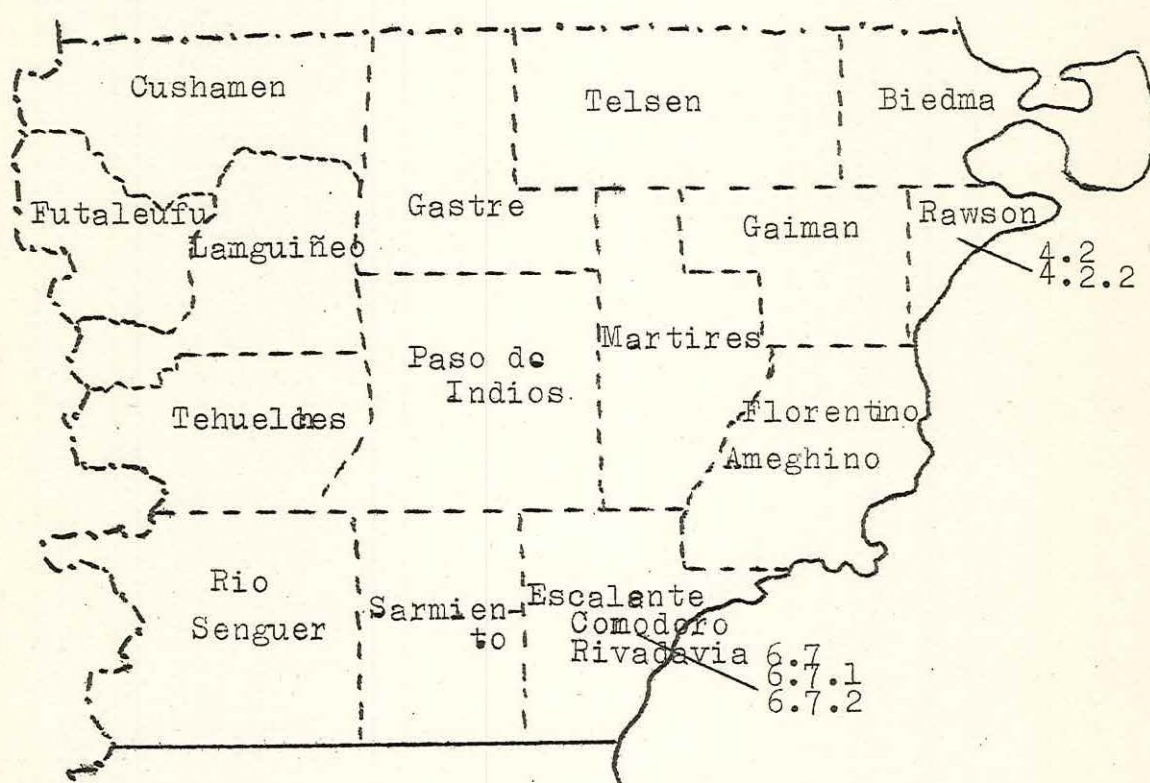 Cushamen
Telsen
Biedma
Futaleufu
Lamguiñeo
Gastre
Gaiman
Rawson
4.2
4.2.2
Martires
Paso de
Indios
Tehuelches
Florentino
Ameghino
Rio
Senguer
Sarmien-
to
Escalante
Comodoro
Rivadavia
6.7
6.7.1
6.7.2